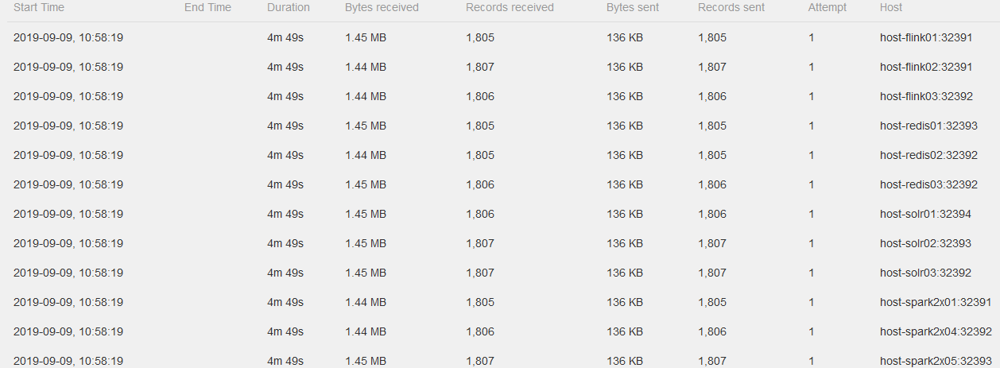 Start Time End Time Duration Bytes received Records received Bytes sent Records sent Attempt Host
2019-09-09, 10:58:19 4m 49s 1.45 MB 1,805 136 KB 1,805 1 host-flink01:32391
2019-09-09, 10:58:19 4m 49s 1.44 MB 1,807 136 KB 1,807 1 host-flink02:32391
2019-09-09, 10:58:19 4m 49s 1.44 MB 1,806 136 KB 1,806 1 host-flink03:32392
2019-09-09, 10:58:19 4m 49s 1.45 MB 1,805 136 KB 1,805 1 host-redis01:32393
2019-09-09, 10:58:19 4m 49s 1.44 MB 1,805 136 KB 1,805 1 host-redis02:32392
2019-09-09, 10:58:19 4m 49s 1.45 MB 1,806 136 KB 1,806 1 host-redis03:32392
2019-09-09, 10:58:19 4m 49s 1.45 MB 1,806 136 KB 1,806 1 host-solr01:32394
2019-09-09, 10:58:19 4m 49s 1.45 MB 1,807 136 KB 1,807 1 host-solr02:32393
2019-09-09, 10:58:19 4m 49s 1.45 MB 1,807 136 KB 1,807 1 host-solr03:32392
2019-09-09, 10:58:19 4m 49s 1.44 MB 1,805 136 KB 1,805 1 host-spark2x01:32391
2019-09-09, 10:58:19 4m 49s 1.44 MB 1,806 136 KB 1,806 1 host-spark2x04:32392
2019-09-09, 10:58:19 4m 49s 1.45 MB 1,807 136 KB 1,807 1 host-spark2x05:32393